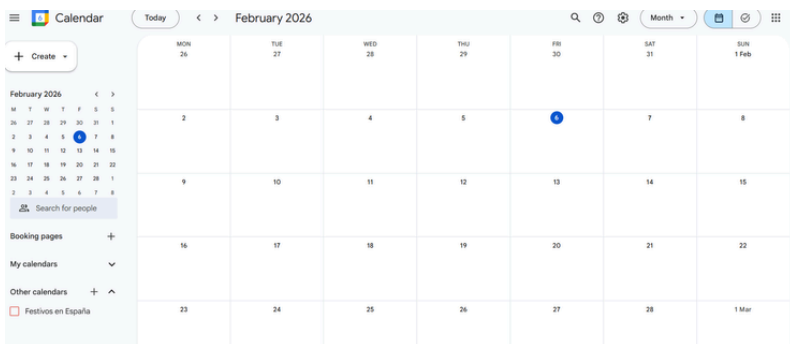 6 Calendar Today < > February 2026 Month
Create
February 2026 < >
M T W T F S S
26 27 28 29 30 31 1
2 3 4 5 6 7 8
9 10 11 12 13 14 15
16 17 18 19 20 21 22
23 24 25 26 27 28 1
2 3 4 5 6 7 8
Search for people
Booking pages +
My calendars
Other calendars +
Festivos en España
MON TUE WED THU FRI SAT SUN
26 27 28 29 30 31 1 Feb
2 3 4 5 6 7 8
9 10 11 12 13 14 15
16 17 18 19 20 21 22
23 24 25 26 27 28 1 Mar